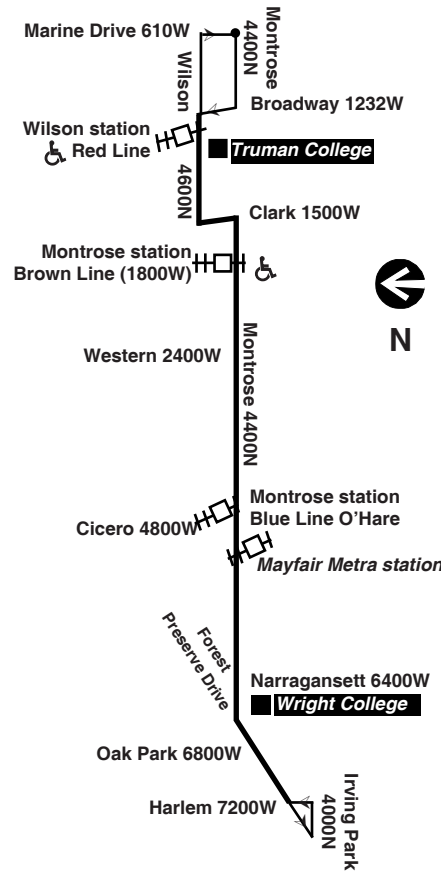 Marine Drive 610W
Montrose
4400N
Wilson
Broadway 1232W
Wilson station
Red Line
Truman College
4600N
Clark 1500W
Montrose station
Brown Line (1800W)
N
Western 2400W
Montrose 4400N
Montrose station
Blue Line O'Hare
Cicero 4800W
Mayfair Metra station
Forest
Preserve Drive
Narragansett 6400W
Wright College
Oak Park 6800W
Harlem 7200W
Irving Park
4000N